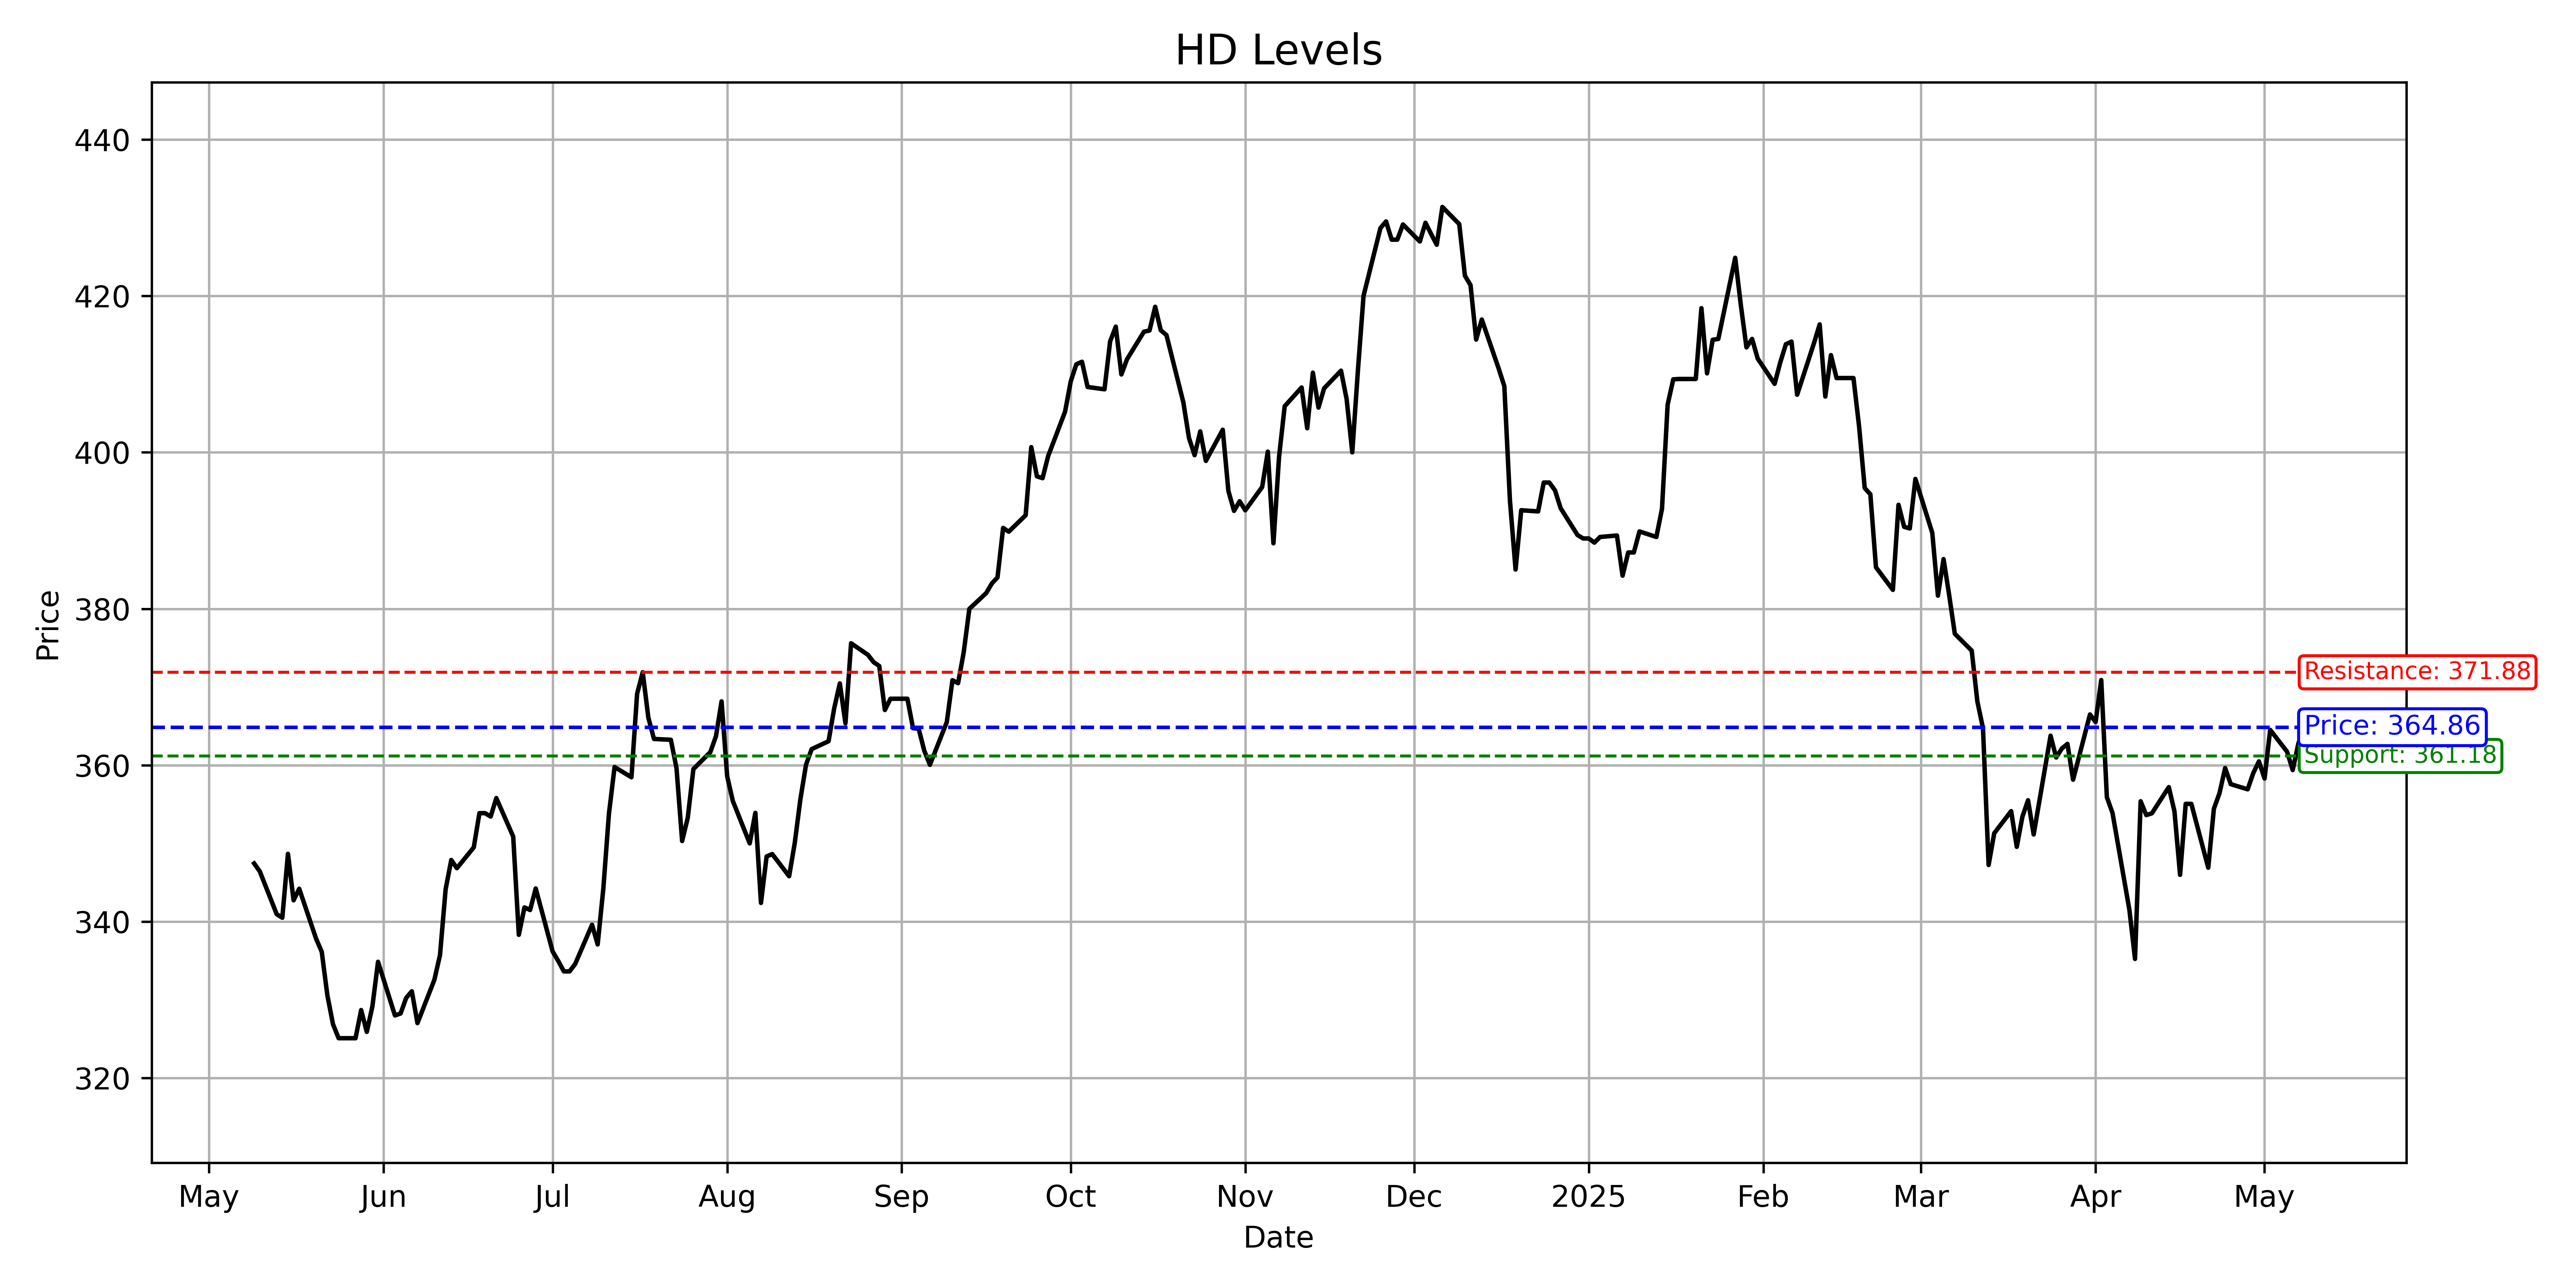 HD Levels
440
420
400
380
360
340
320
Price
Resistance: 371.88
Price: 364.86
Support: 361.18
May Jun Jul Aug Sep Oct Nov Dec 2025 Feb Mar Apr May
Date